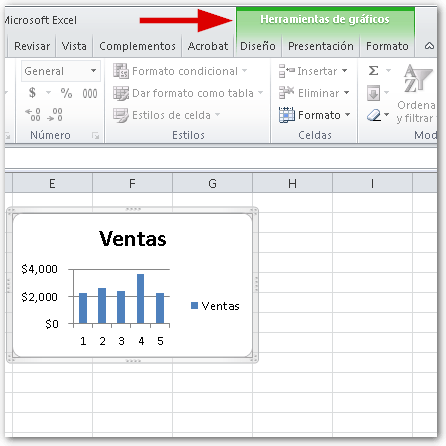 Microsoft Excel
Herramientas de gráficos
Revisar Vista Complementos Acrobat Diseño Presentación Formato
General
$ % 000
Número
Formato condicional
Dar formato como tabla
Estilos de celda
Estilos
Insertar
Eliminar
Formato
Celdas
Σ
A
Z
Ordena
y filtrar
Mod
E F G H I
Ventas
$4,000
$2,000
$0
1 2 3 4 5
Ventas